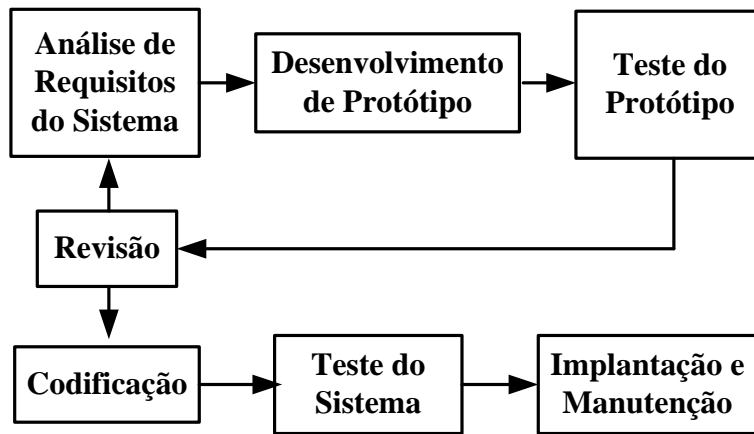 Análise de
Requisitos
do Sistema
Desenvolvimento
de Protótipo
Teste do
Protótipo
Revisão
Codificação
Teste do
Sistema
Implantação e
Manutenção